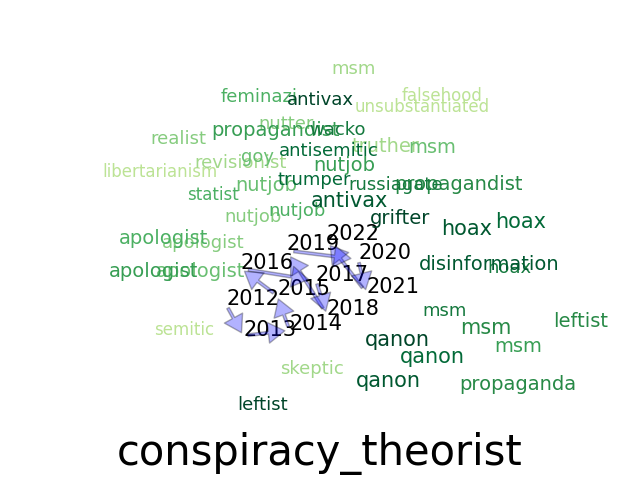 msm
falsehood
feminazi
antivax
unsubstantiated
nutter
propagandist
wacko
realist
truther
msm
antisemitic
goy
revisionist
nutjob
libertarianism
trumper
nutjob
russiagate
propagandist
statist
antivax
nutjob
nutjob
grifter
hoax
hoax
2022
apologist
apologist
2019
2020
2016
disinformation
hoax
apologist
apologist
2017
2015
2021
2012
2018
msm
2014
2013
semitic
msm
leftist
qanon
msm
qanon
skeptic
qanon
propaganda
leftist
conspiracy_theorist